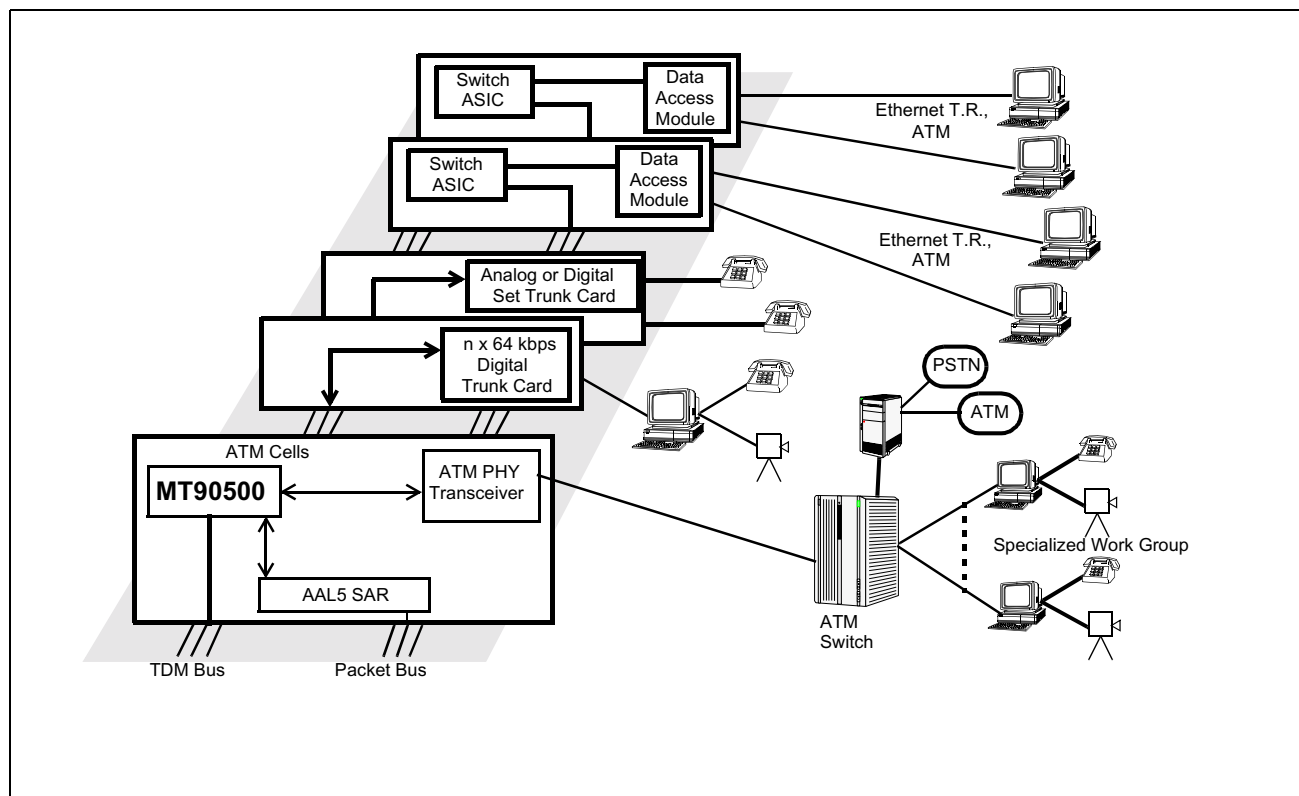 Switch
ASIC
Data
Access
Module
Ethernet T.R.,
ATM
Switch
ASIC
Data
Access
Module
Ethernet T.R.,
ATM
Analog or Digital
Set Trunk Card
n x 64 kbps
Digital
Trunk Card
PSTN
ATM
ATM Cells
MT90500
ATM PHY
Transceiver
AAL5 SAR
Specialized Work Group
ATM
Switch
TDM Bus
Packet Bus